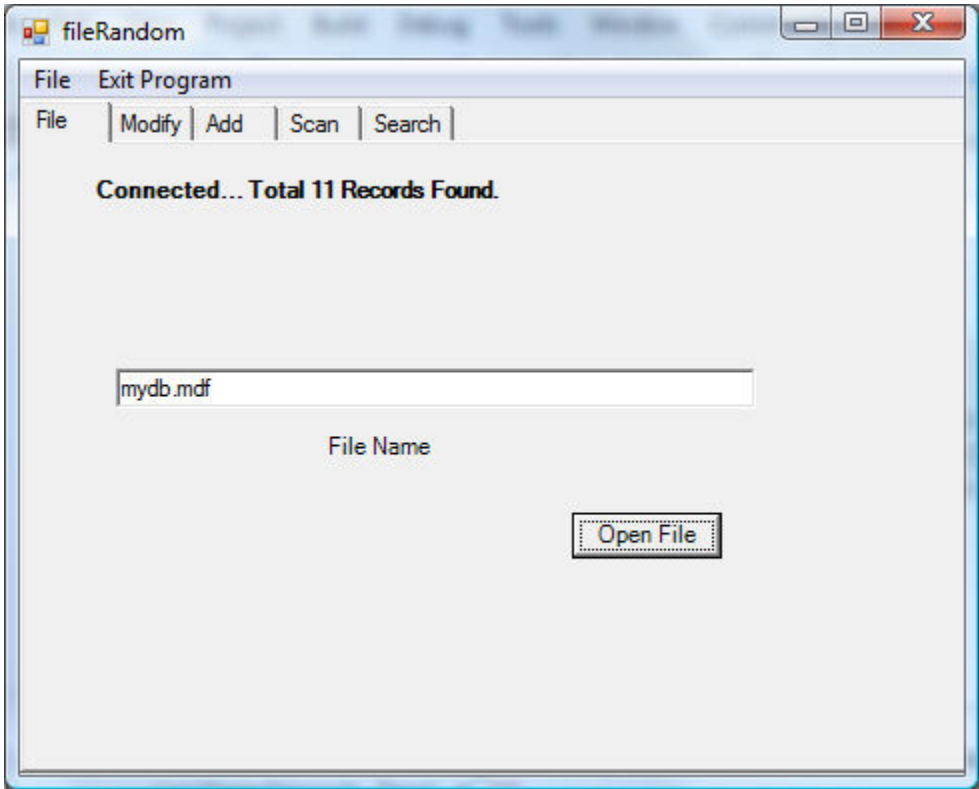 fileRandom
File Exit Program
File Modify Add Scan Search
Connected... Total 11 Records Found.
mydb.mdf
File Name
Open File